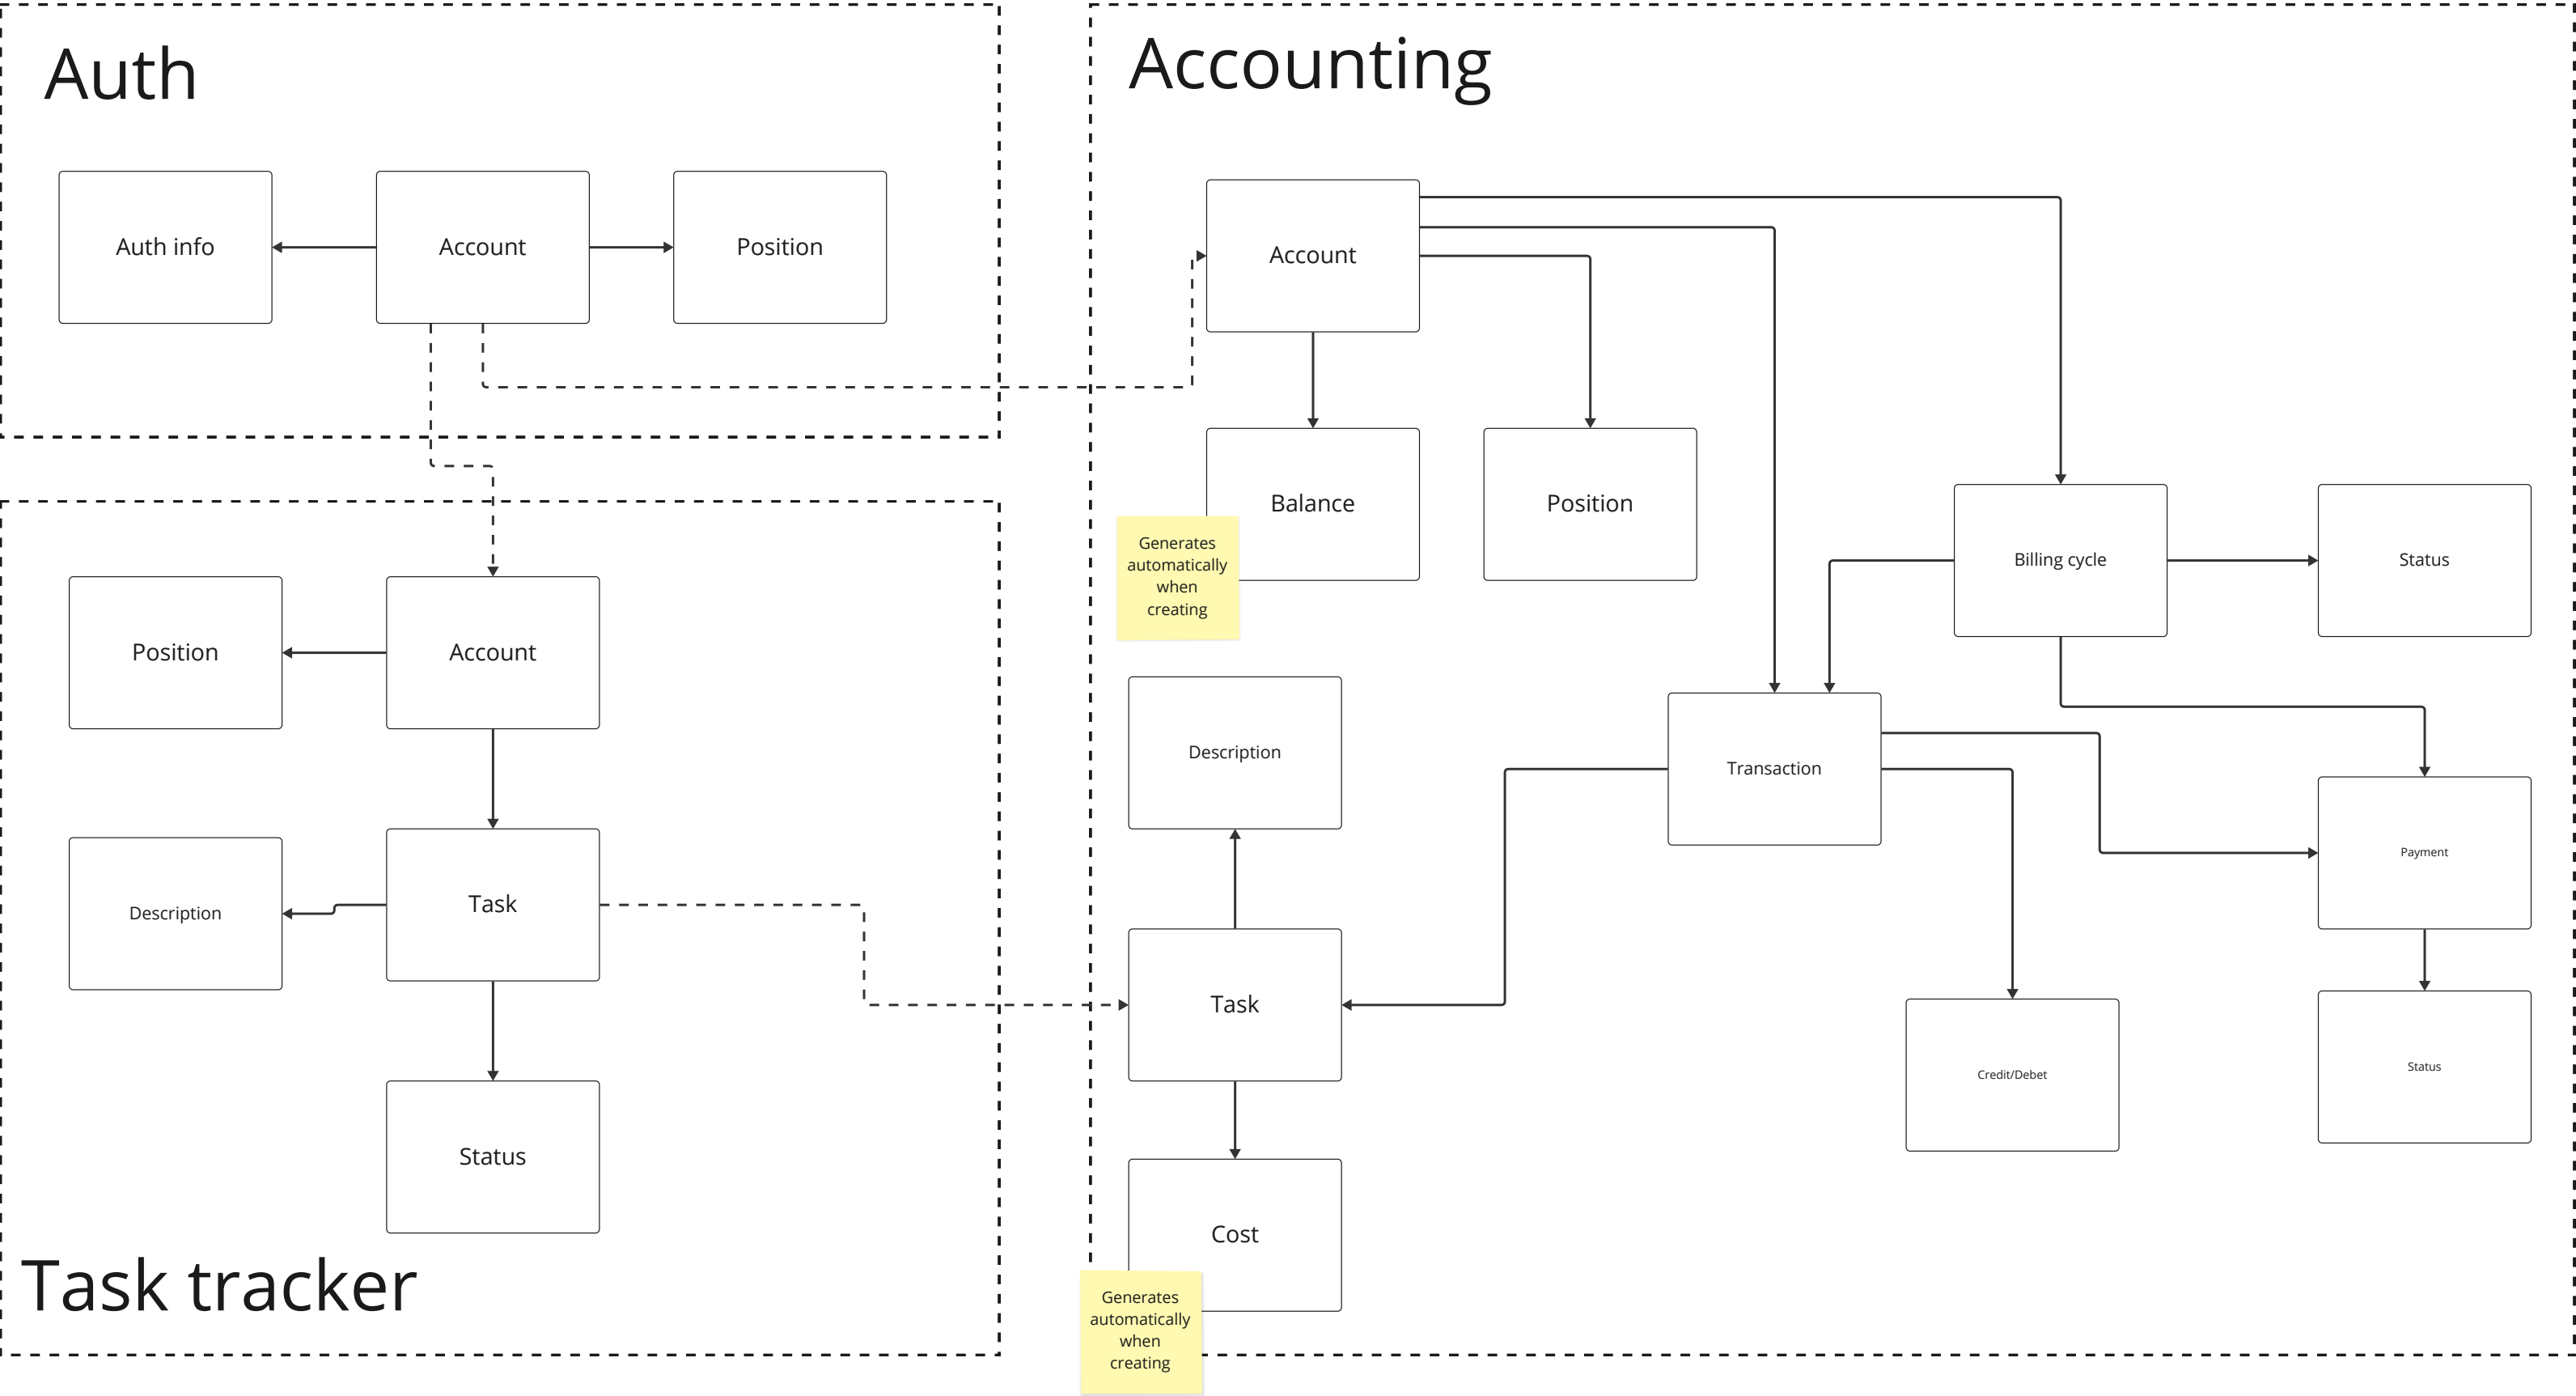 Auth
Auth info
Account
Position
Task tracker
Position
Account
Description
Task
Status
Accounting
Account
Balance
Generates
automatically
when
creating
Position
Billing cycle
Status
Description
Transaction
Payment
Task
Credit/Debet
Status
Cost
Generates
automatically
when
creating